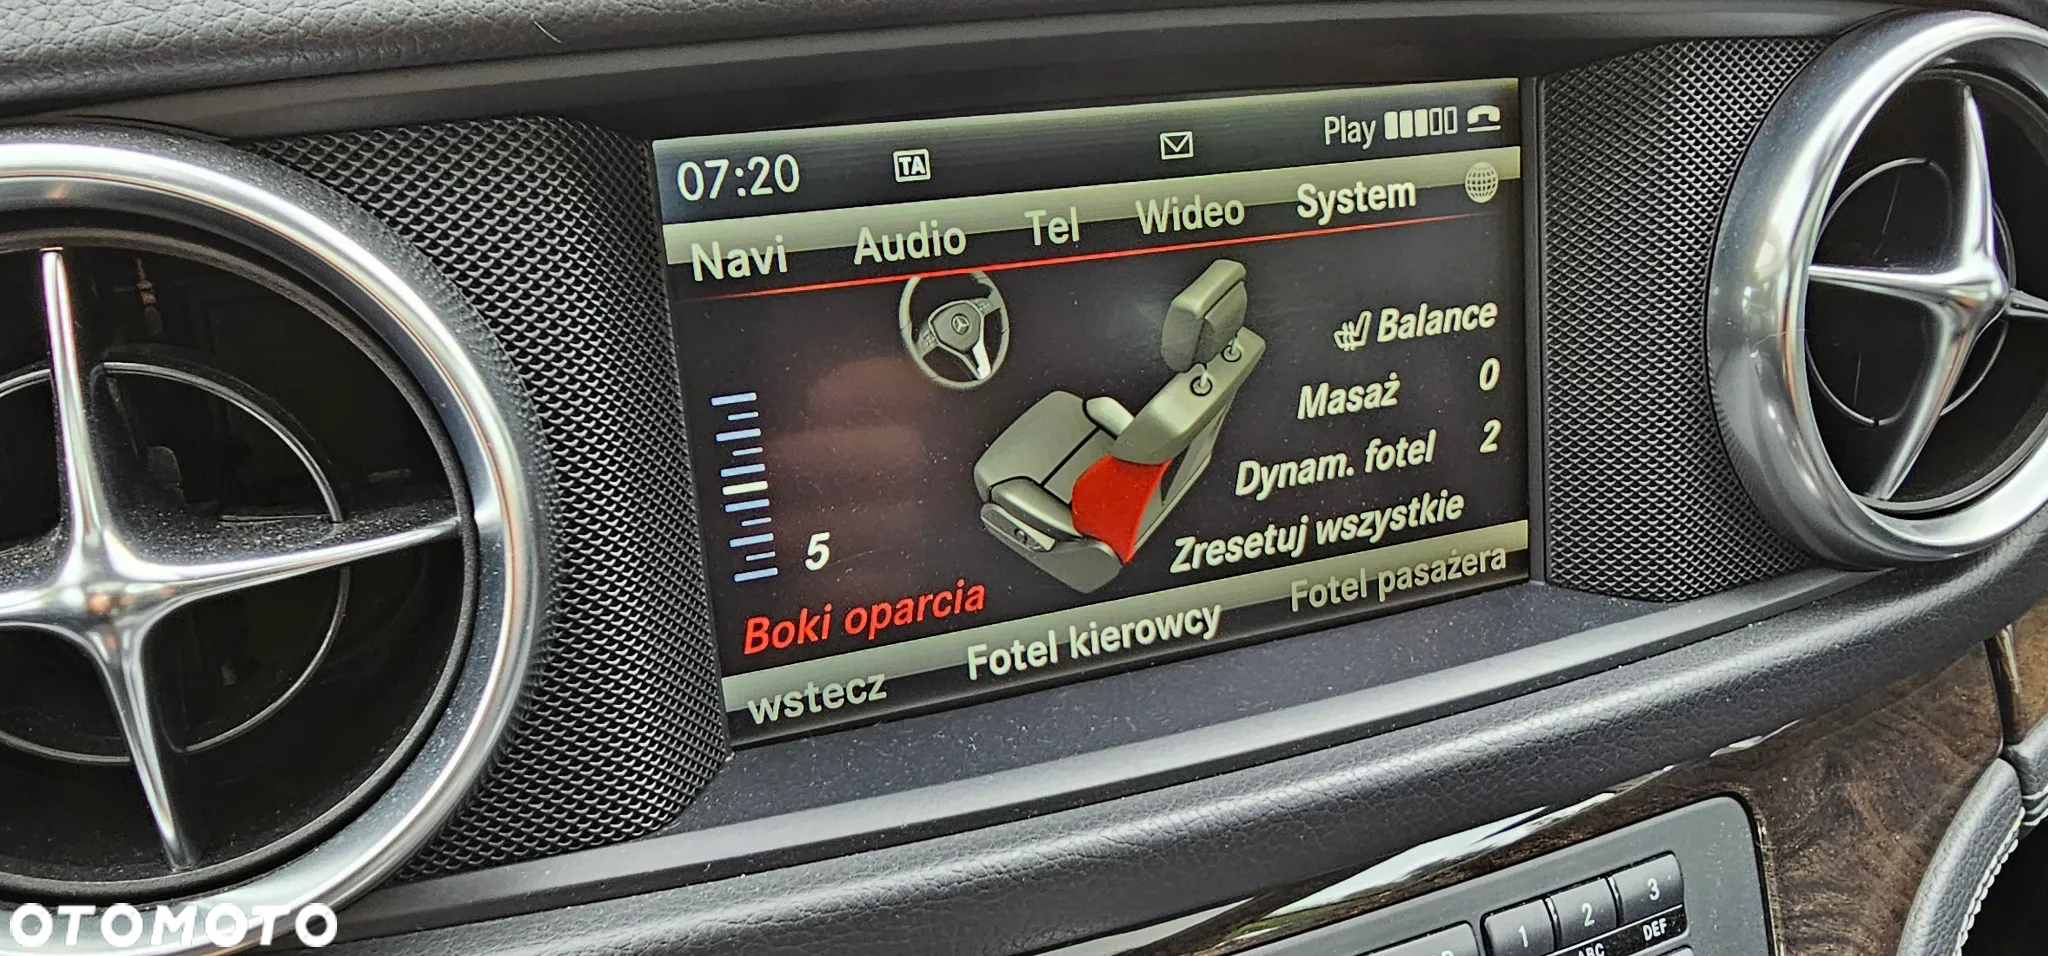 07:20 TA Play
Navi Audio Tel Wideo System
Balance
Masaż 0
Dynam. fotel 2
Zresetuj wszystkie
5
Boki oparcia
wstecz Fotel kierowcy Fotel pasażera
1 2 3
ABC DEF
OTOMOTO